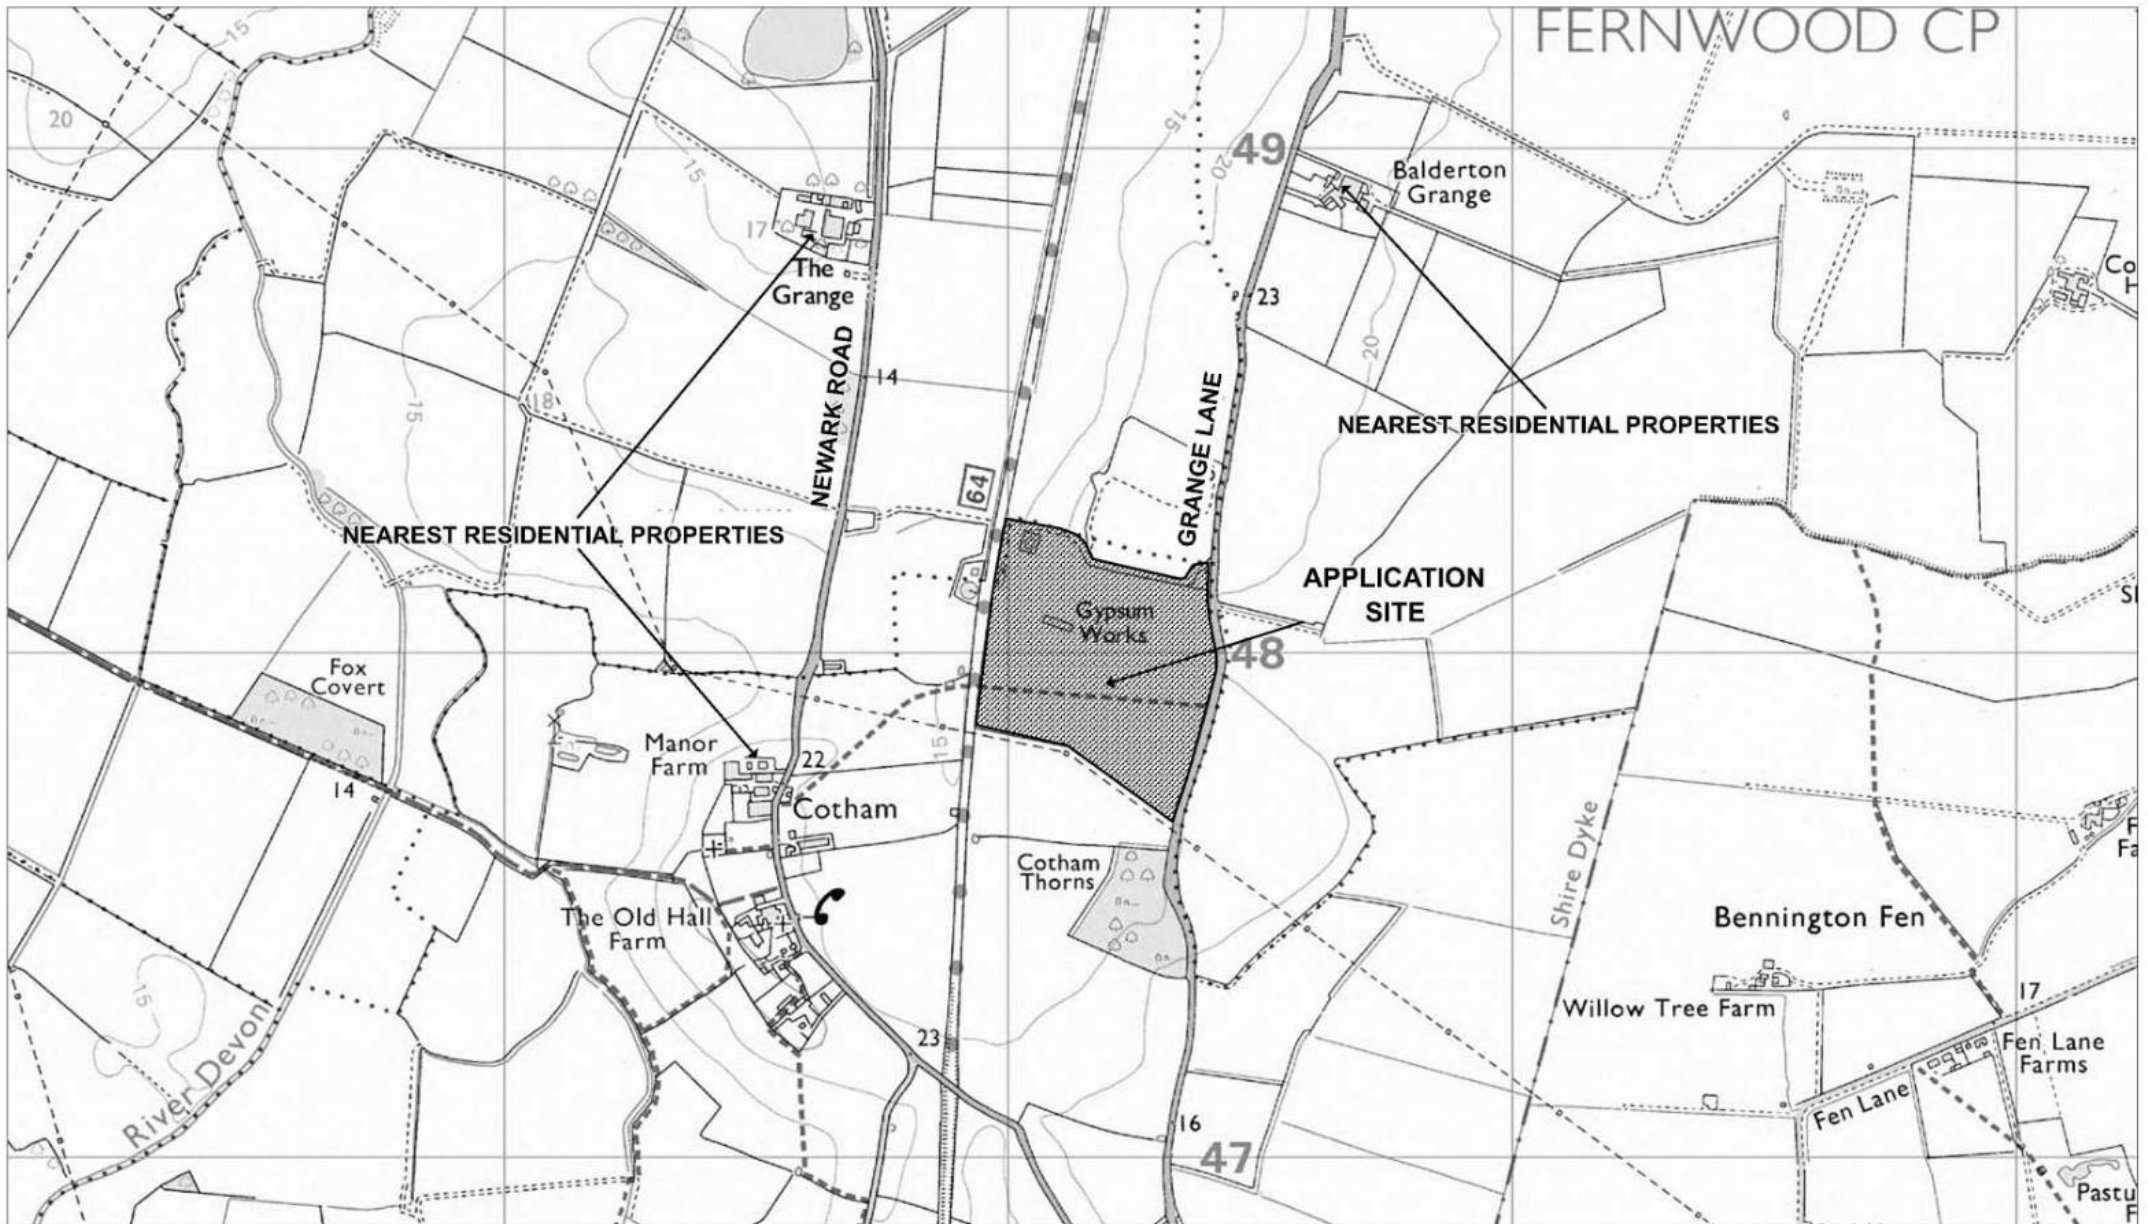 FERNWOOD CP
15
20
15
49
Balderton
Grange
15
20
17
The
Grange
23
Co
H
14
20
NEWARK ROAD
GRANGE LANE
15
18
NEAREST RESIDENTIAL PROPERTIES
64
NEAREST RESIDENTIAL PROPERTIES
APPLICATION
SITE
Gypsum
Works
48
Fox
Covert
Manor
Farm
22
15
14
Cotham
Shire Dyke
Cotham
Thorns
F
Fa
The Old Hall
Farm
Bennington Fen
Willow Tree Farm
17
15
River Devon
23
Fen Lane
Farms
Fen Lane
16
47
Pastu
F